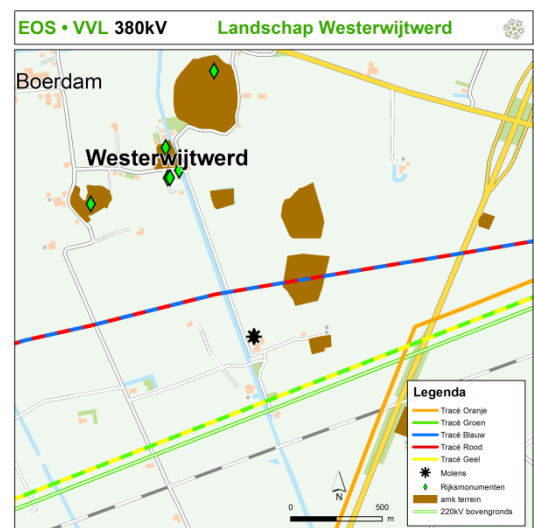 EOS • VVL 380kV Landschap Westerwijtwerd
Boerdam
Westerwijtwerd
Legenda
Tracé Oranje
Tracé Groen
Tracé Blauw
Tracé Rood
Tracé Geel
Molens
Rijksmonumenten
amk terrein
220kV bovengronds
N
0 500
m